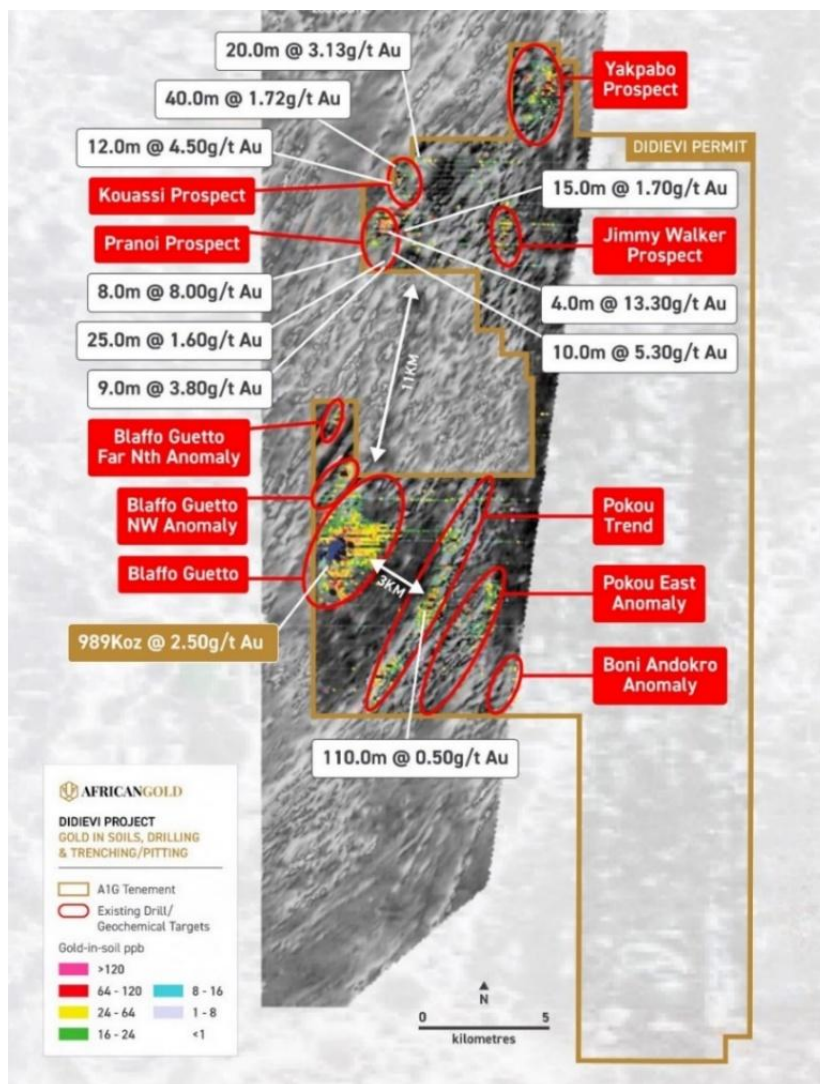 20.0m @ 3.13g/t Au
40.0m @ 1.72g/t Au
12.0m @ 4.50g/t Au
Kouassi Prospect
Pranoi Prospect
8.0m @ 8.00g/t Au
25.0m @ 1.60g/t Au
9.0m @ 3.80g/t Au
Blaffo Guetto
Far Nth Anomaly
Blaffo Guetto
NW Anomaly
Blaffo Guetto
989Koz @ 2.50g/t Au
Yakpabo
Prospect
DIDIEVI PERMIT
15.0m @ 1.70g/t Au
Jimmy Walker
Prospect
4.0m @ 13.30g/t Au
10.0m @ 5.30g/t Au
11KM
3KM
Pokou
Trend
Pokou East
Anomaly
Boni Andokro
Anomaly
110.0m @ 0.50g/t Au
AFRICANGOLD
DIDIEVI PROJECT
GOLD IN SOILS, DRILLING
& TRENCHING/PITTING
A1G Tenement
Existing Drill/
Geochemical Targets
Gold-in-soil ppb
>120
64 - 120
24 - 64
16 - 24
8 - 16
1 - 8
<1
N
0 5
kilometres